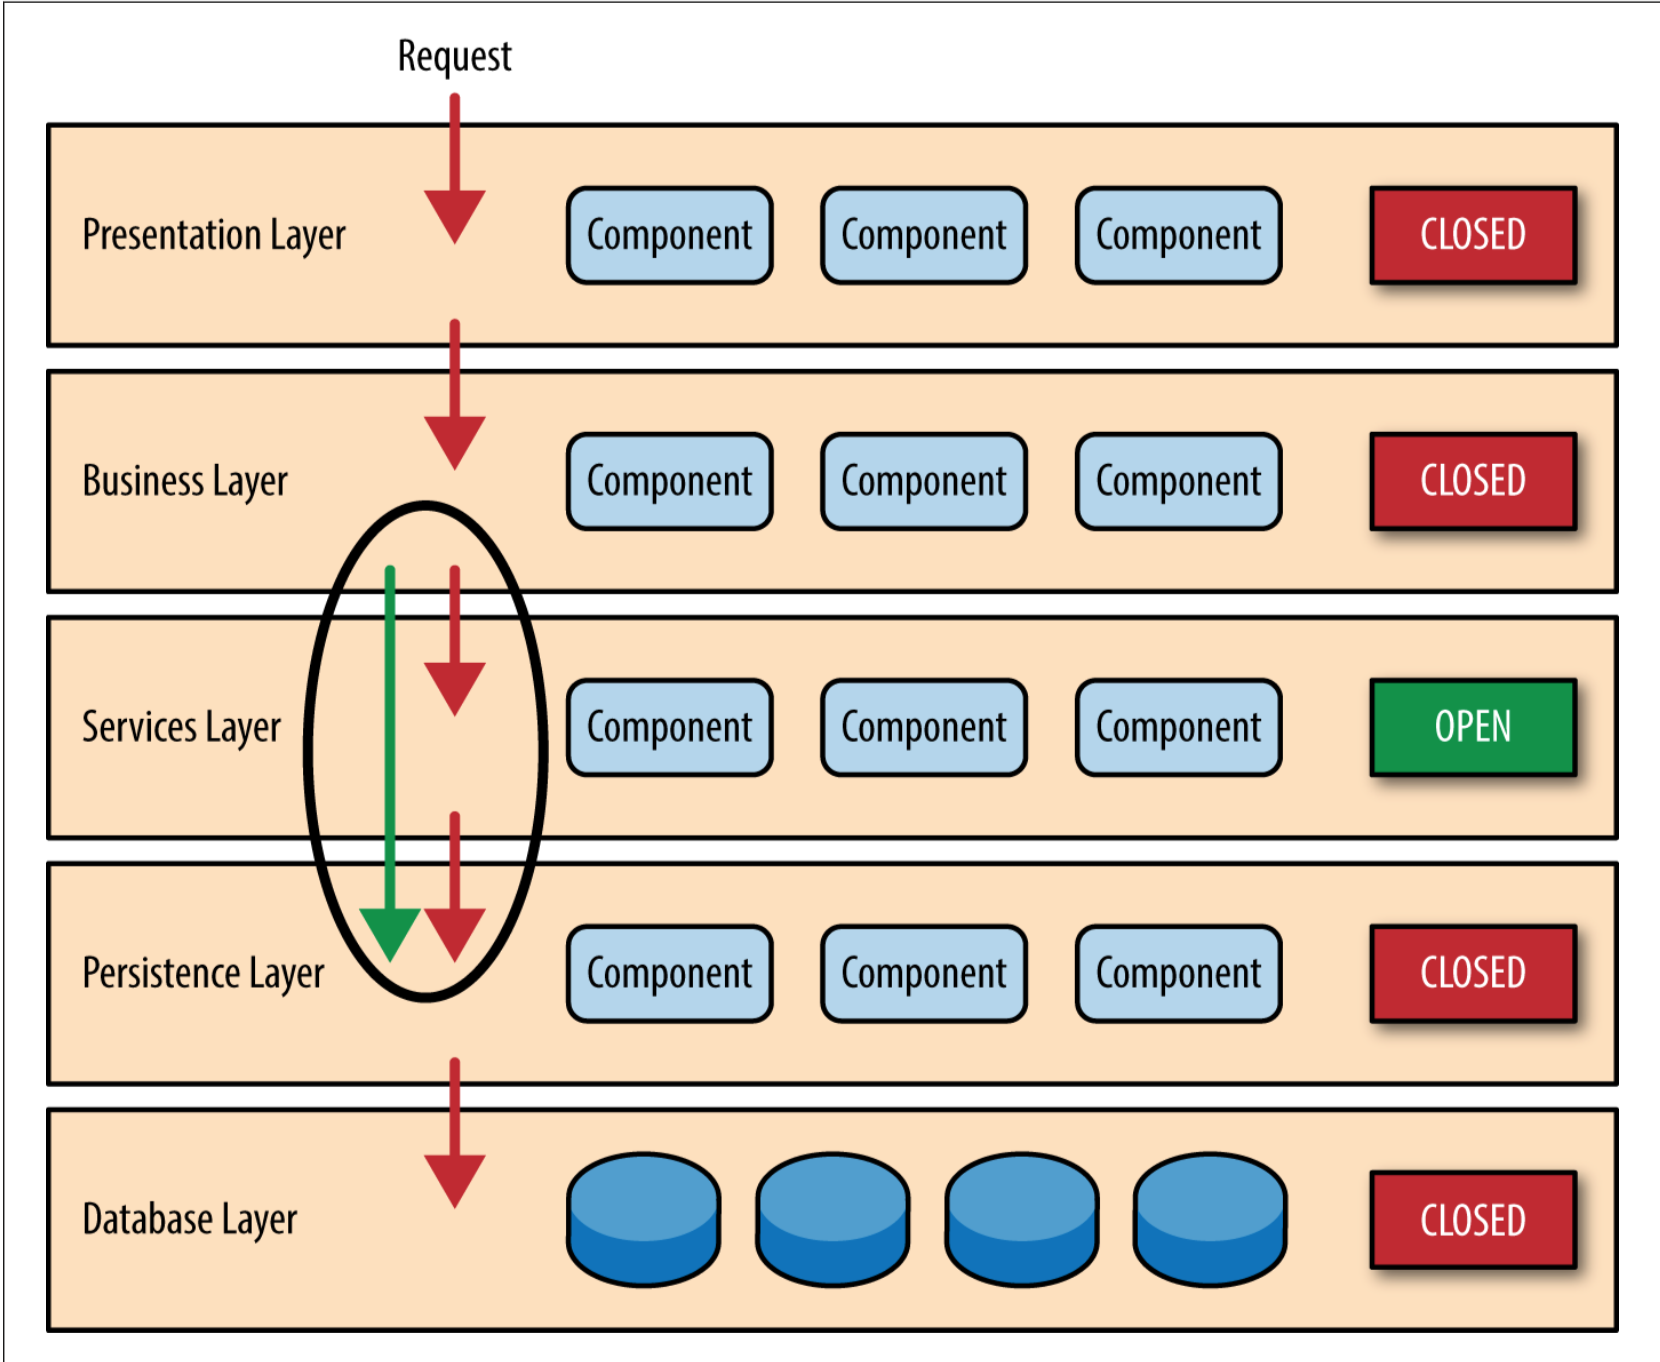 Request
Presentation Layer Component Component Component CLOSED
Business Layer Component Component Component CLOSED
Services Layer Component Component Component OPEN
Persistence Layer Component Component Component CLOSED
Database Layer CLOSED